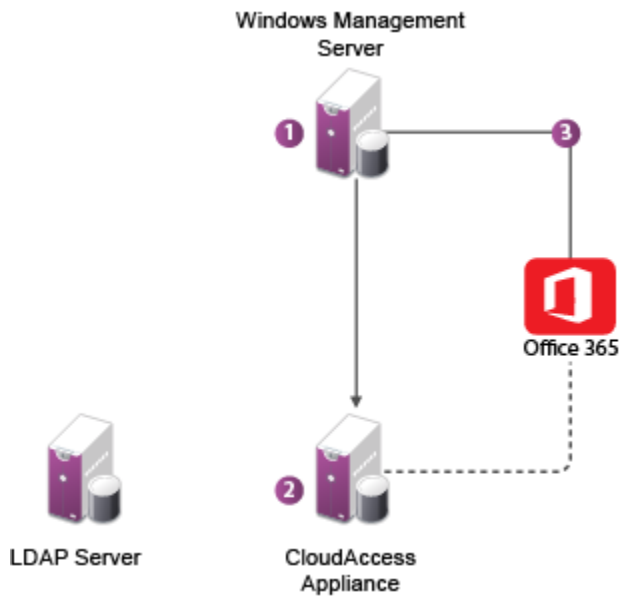 Windows Management
Server
1
3
Office 365
2
LDAP Server
CloudAccess
Appliance